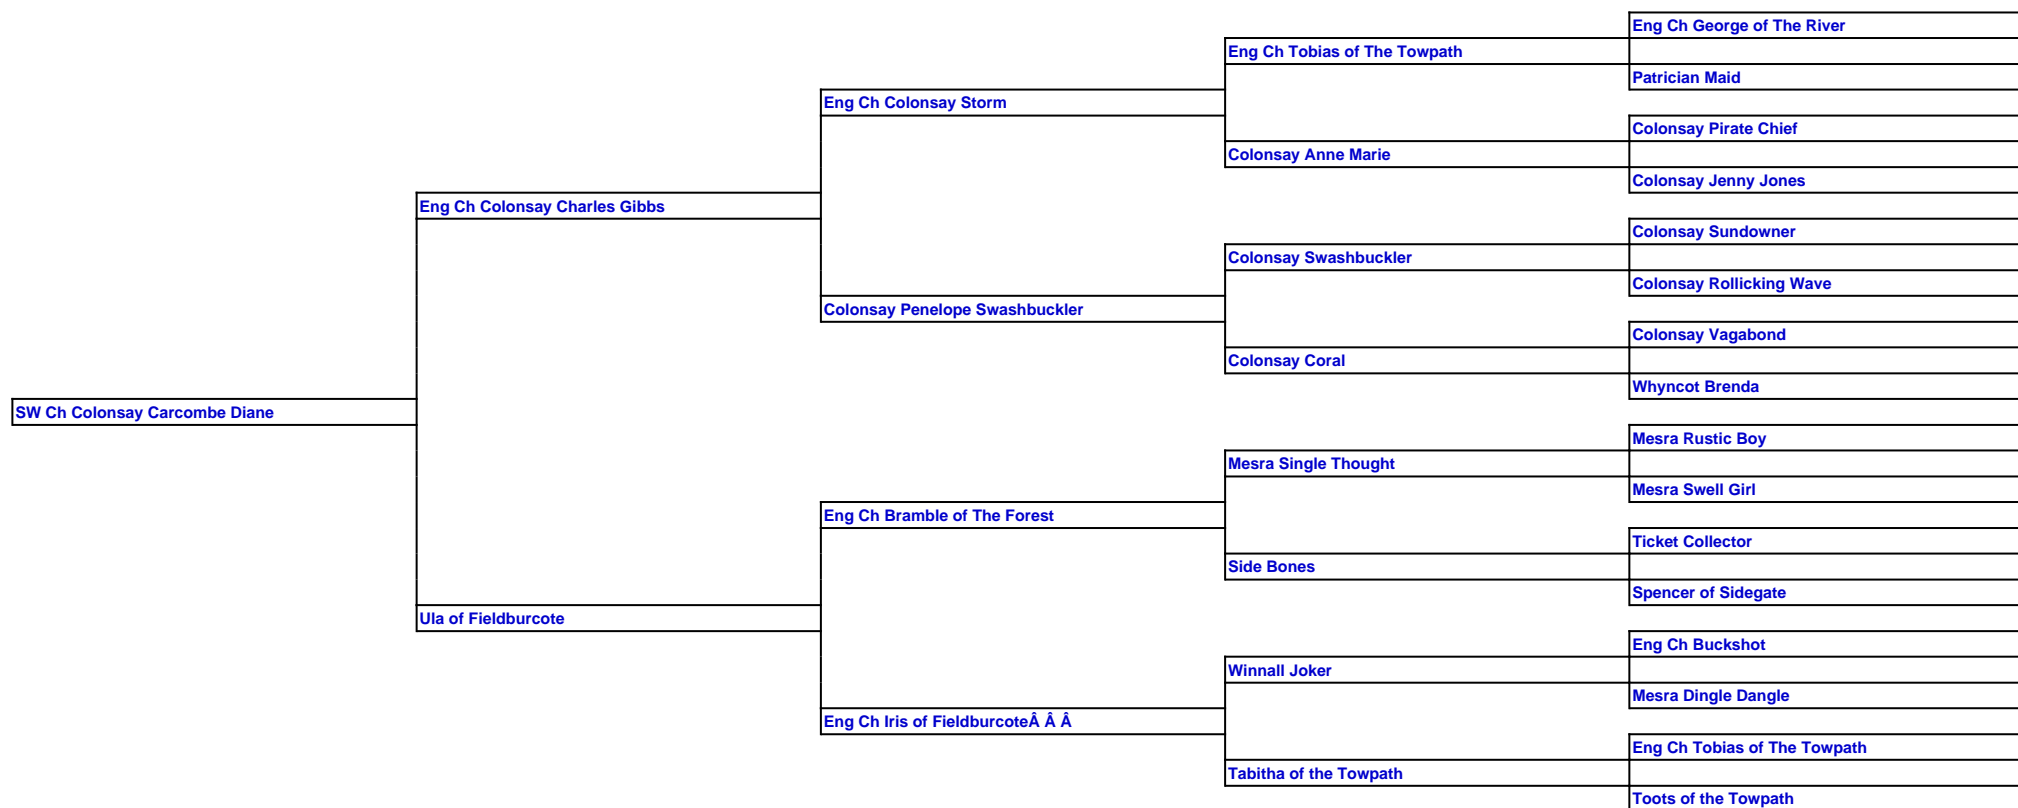 Eng Ch George of The River
Eng Ch Tobias of The Towpath
Patrician Maid
Eng Ch Colonsay Storm
Colonsay Pirate Chief
Colonsay Anne Marie
Colonsay Jenny Jones
Eng Ch Colonsay Charles Gibbs
Colonsay Sundowner
Colonsay Swashbuckler
Colonsay Rollicking Wave
Colonsay Penelope Swashbuckler
Colonsay Vagabond
Colonsay Coral
Whyncot Brenda
SW Ch Colonsay Carcombe Diane
Mesra Rustic Boy
Mesra Single Thought
Mesra Swell Girl
Eng Ch Bramble of The Forest
Ticket Collector
Side Bones
Spencer of Sidegate
Ula of Fieldburcote
Eng Ch Buckshot
Winnall Joker
Mesra Dingle Dangle
Eng Ch Iris of FieldburcoteÂ Â Â
Eng Ch Tobias of The Towpath
Tabitha of the Towpath
Toots of the Towpath